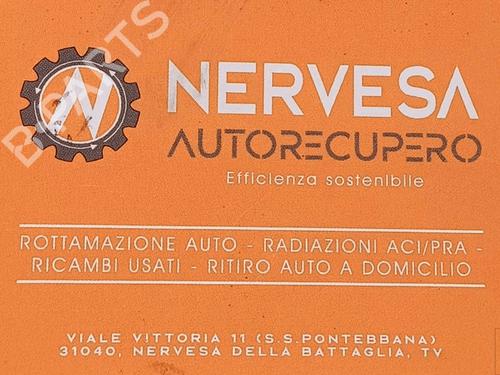 N
NERVESA
AUTORECUPERO
Efficienza sostenibile
ROTTAMAZIONE AUTO - RADIAZIONI ACI/PRA -
RICAMBI USATI - RITIRO AUTO A DOMICILIO
VIALE VITTORIA 11 (S.S.PONTEBBANA)
31040, NERVESA DELLA BATTAGLIA, TV